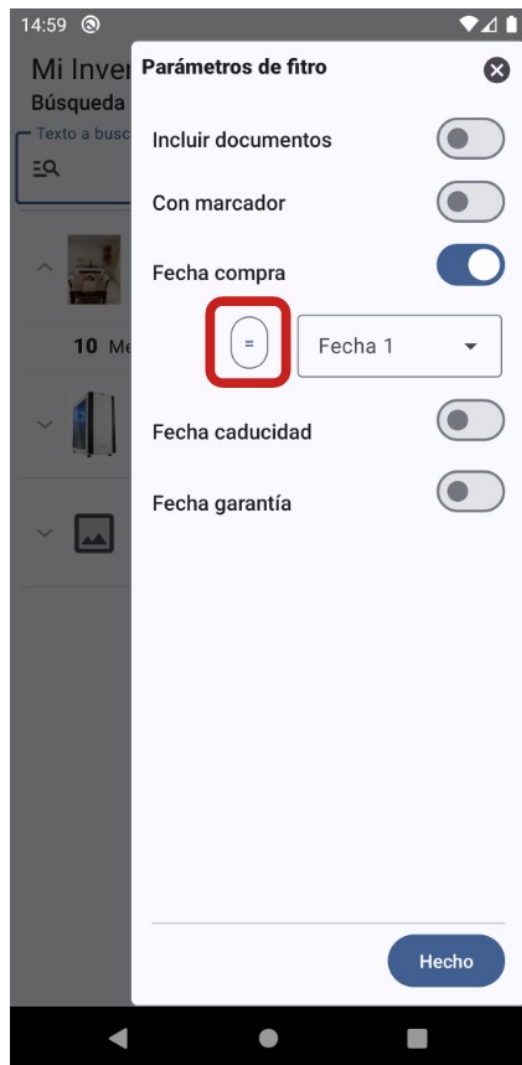 14:59
Mi Inver
Parámetros de fitro
Búsqueda
Texto a busc
Incluir documentos
Con marcador
Fecha compra
= Fecha 1
10 Me
Fecha caducidad
Fecha garantía
Hecho